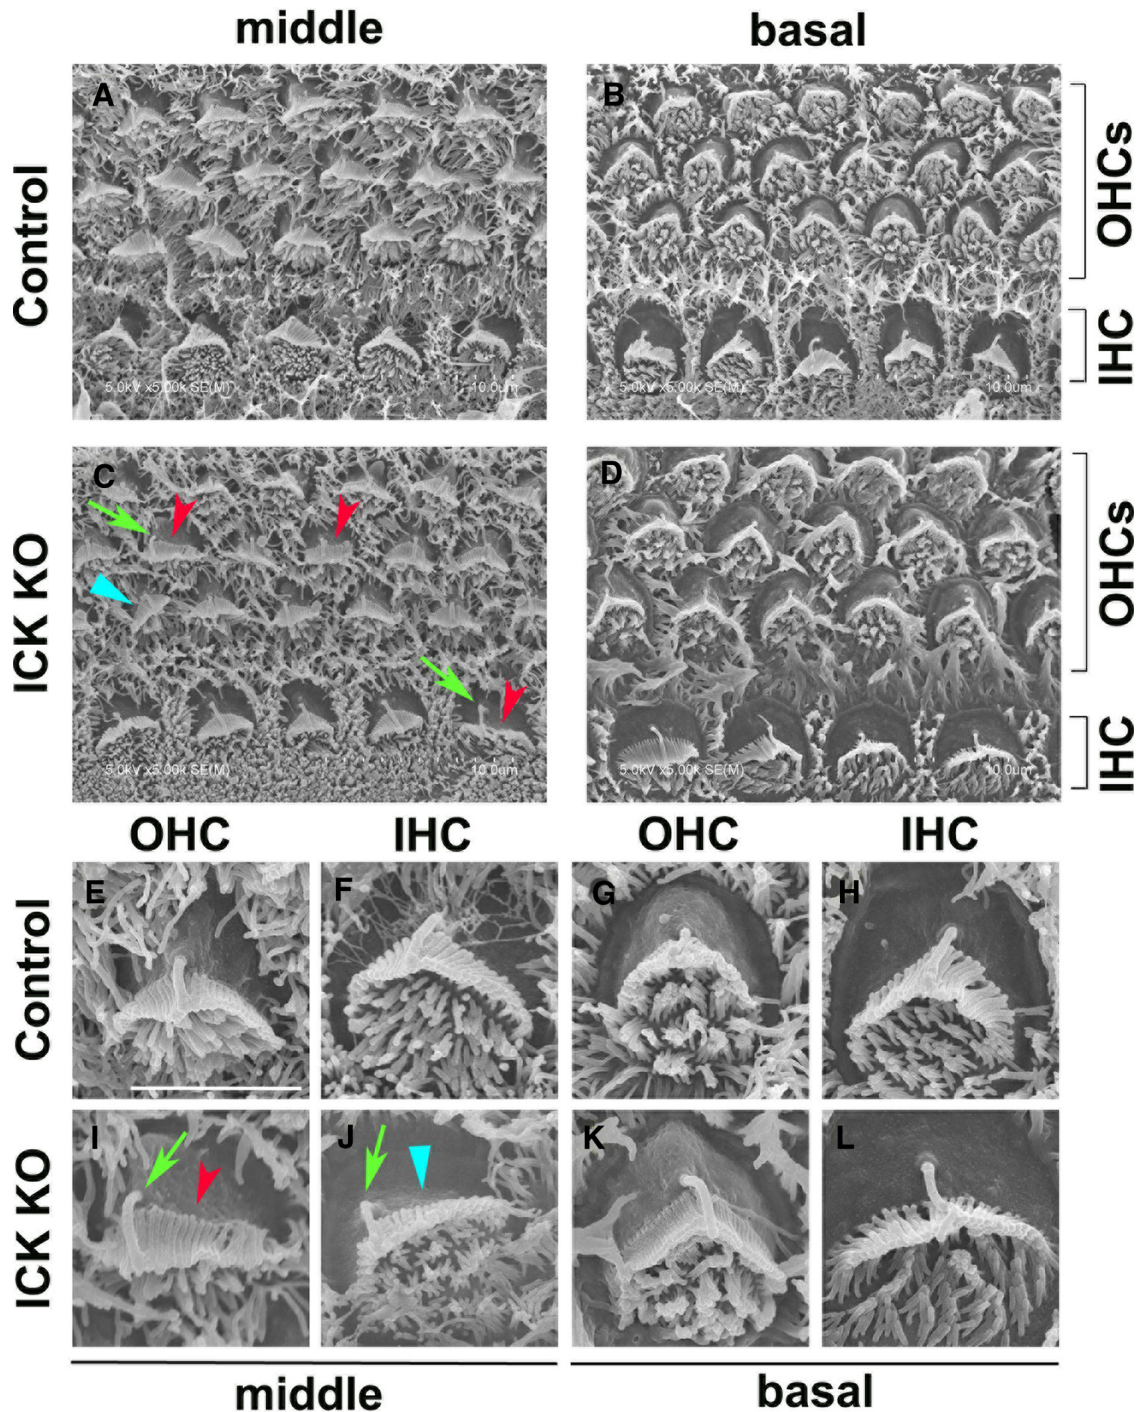 middle
basal
Control
A
5.0kV x5.00k SE(M)
10.0um
B
5.0kV x5.00k SE(M)
10.0um
OHCs
IHC
ICK KO
C
5.0kV x5.00k SE(M)
10.0um
D
5.0kV x5.00k SE(M)
10.0um
OHCs
IHC
OHC
IHC
OHC
IHC
Control
E
F
G
H
ICK KO
I
J
K
L
middle
basal